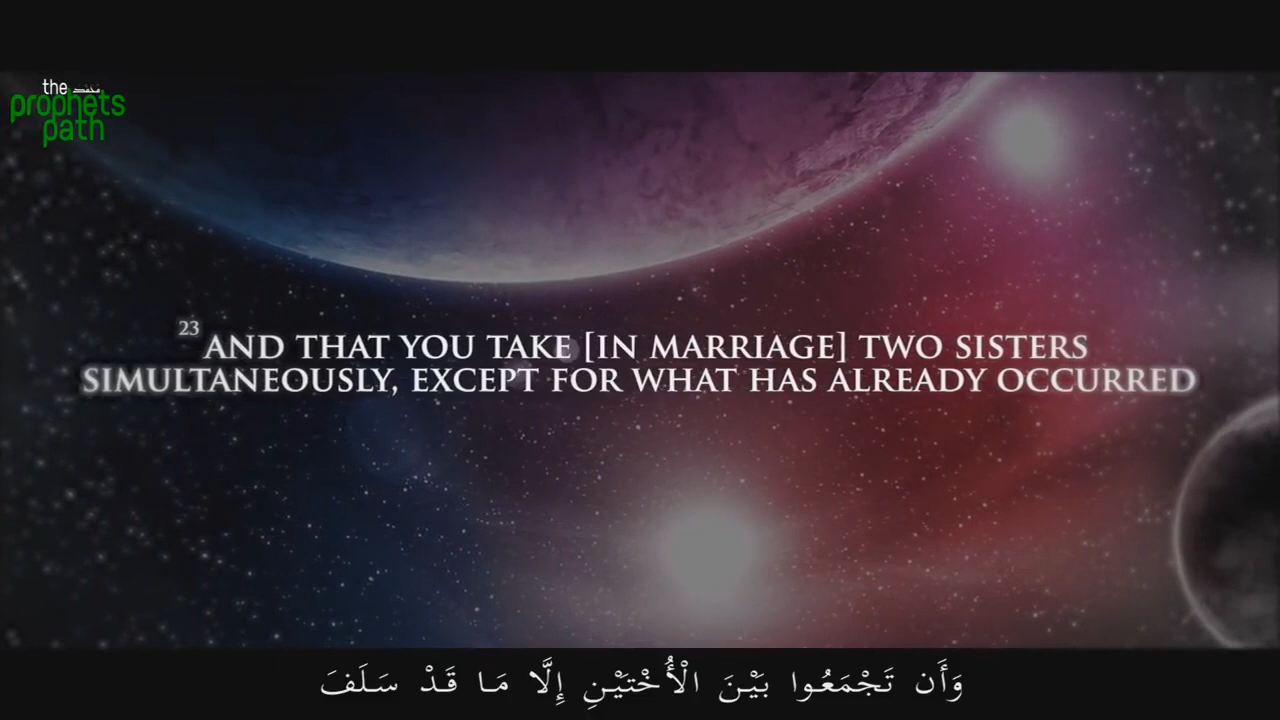 the محمد
prophets
path
23 AND THAT YOU TAKE [IN MARRIAGE] TWO SISTERS
SIMULTANEOUSLY, EXCEPT FOR WHAT HAS ALREADY OCCURRED
وَأَن تَجْمَعُوا بَيْنَ الْأُخْتَيْنِ إِلَّا مَا قَدْ سَلَفَ